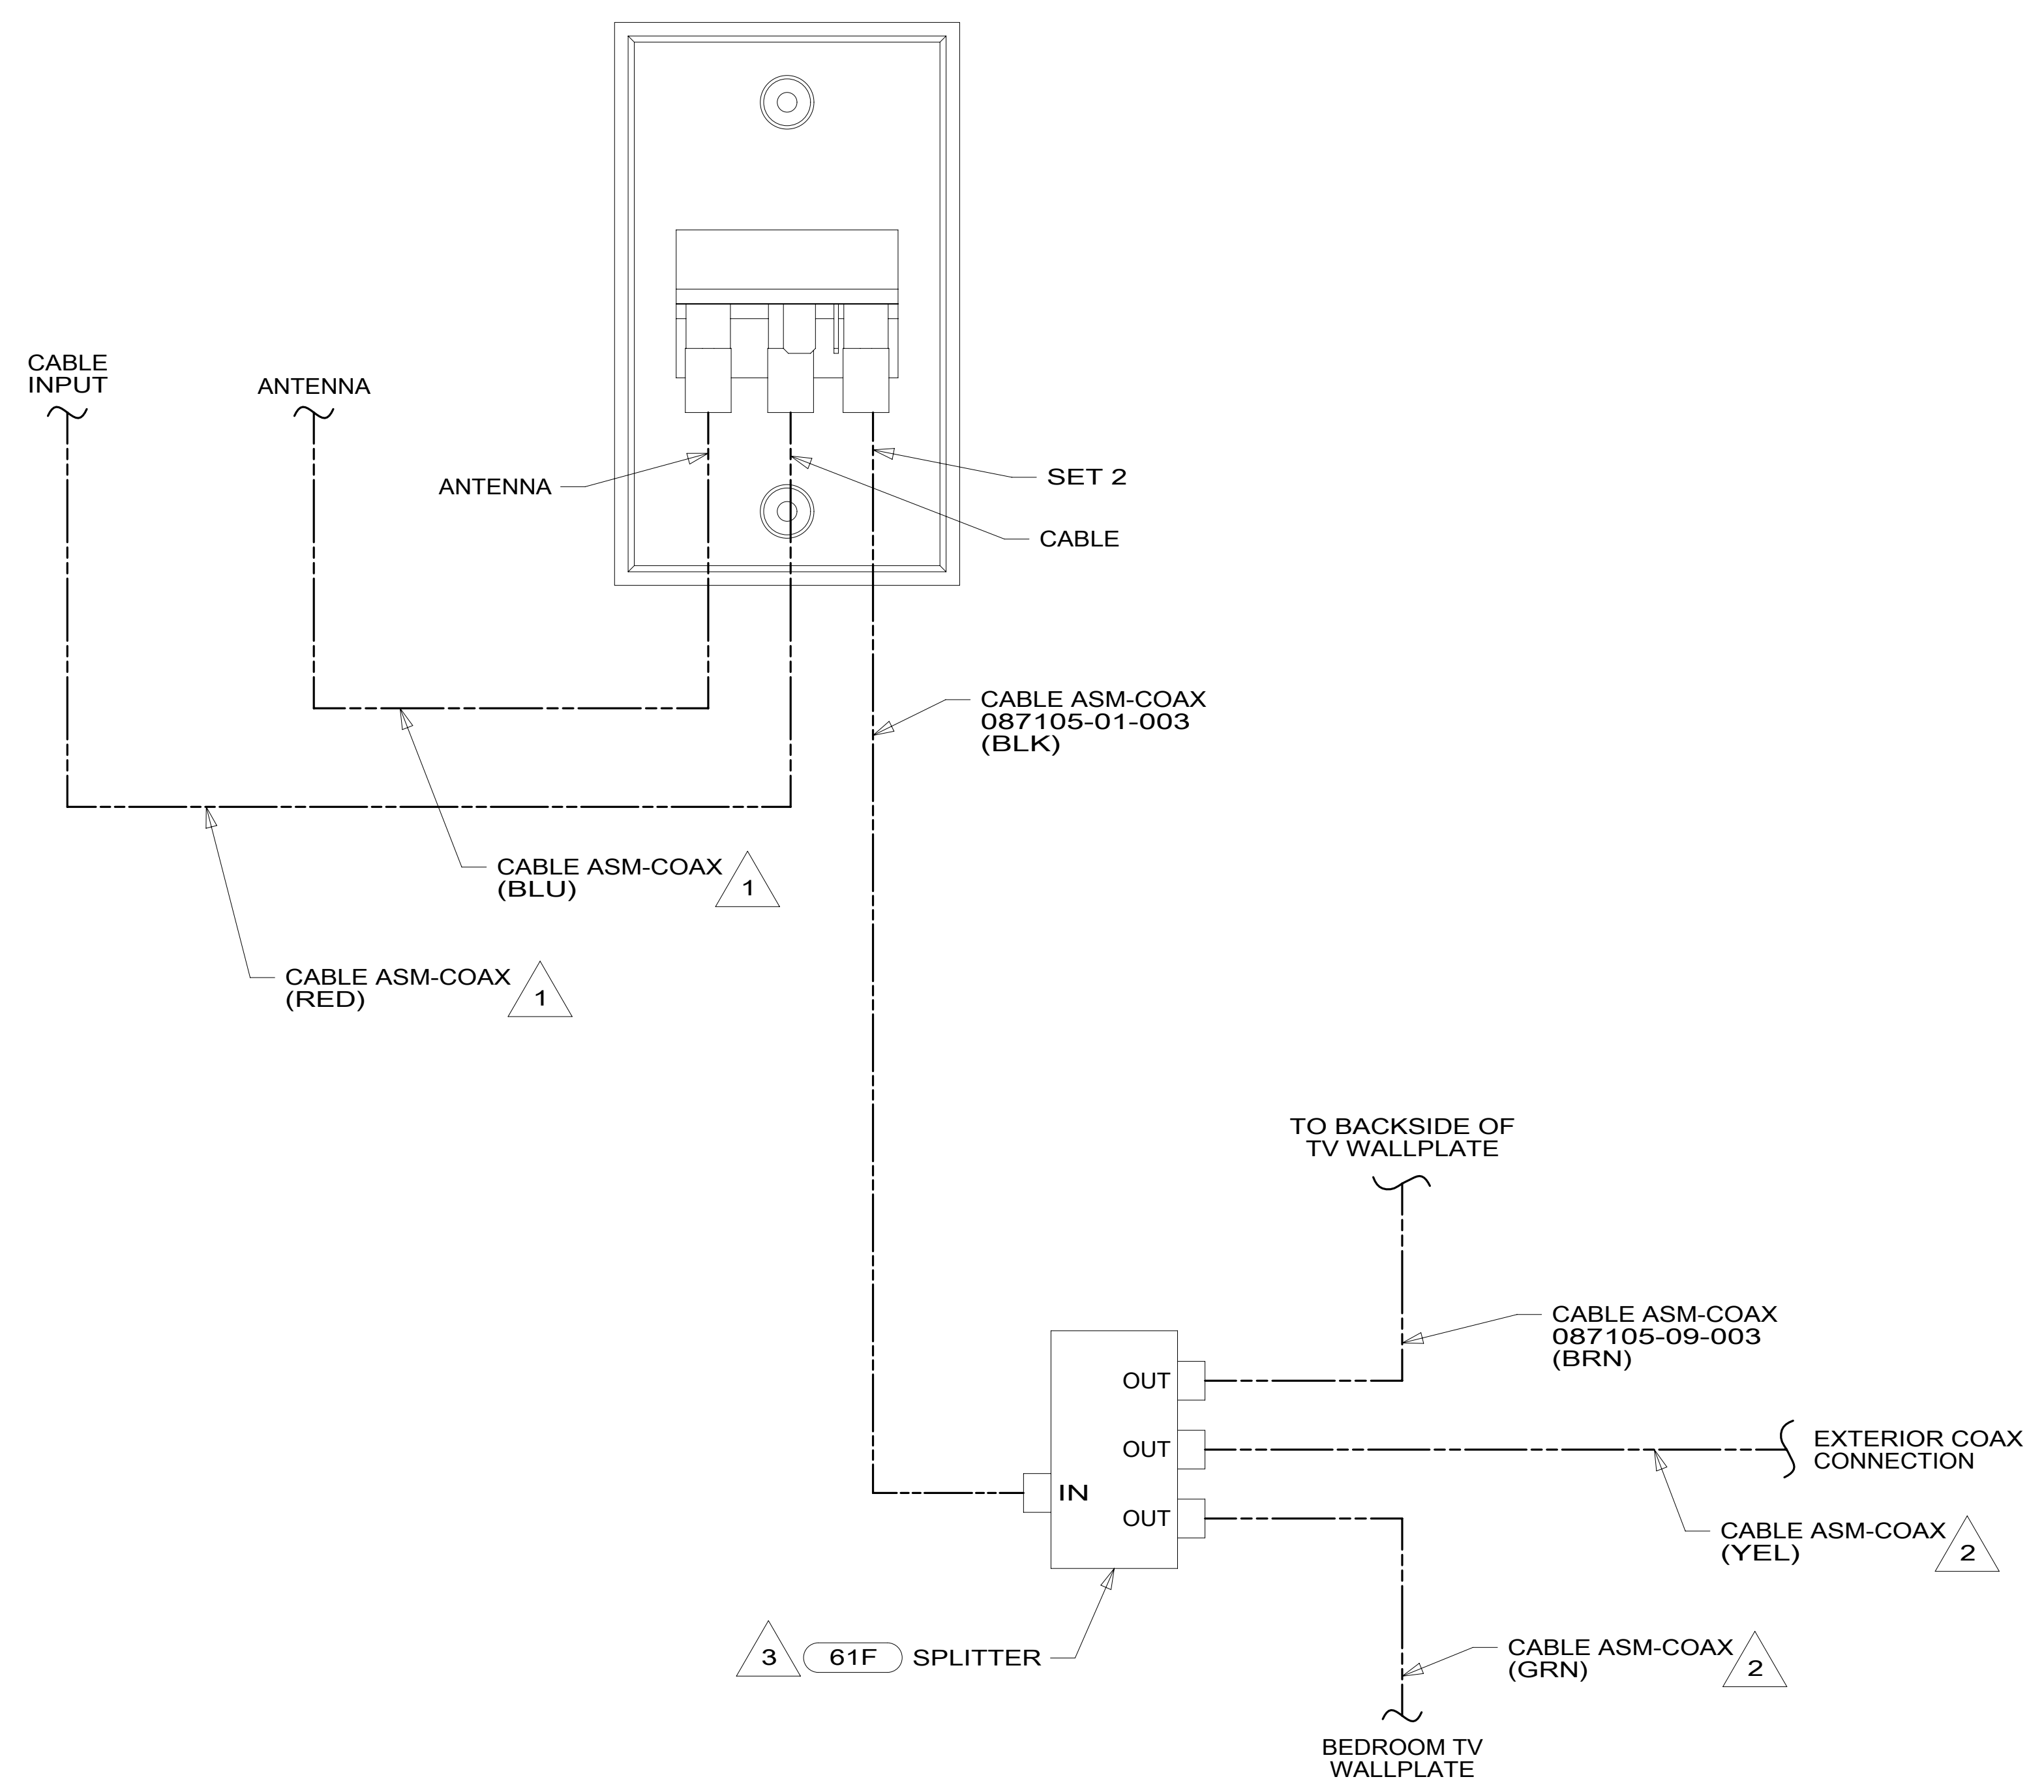 CABLE
INPUT
ANTENNA
ANTENNA
SET 2
CABLE
CABLE ASM-COAX
087105-01-003
(BLK)
CABLE ASM-COAX
(BLU)
1
CABLE ASM-COAX
(RED)
1
TO BACKSIDE OF
TV WALLPLATE
CABLE ASM-COAX
087105-09-003
(BRN)
OUT
OUT
IN
OUT
EXTERIOR COAX
CONNECTION
CABLE ASM-COAX
(YEL)
2
3 61F SPLITTER
CABLE ASM-COAX
(GRN)
2
BEDROOM TV
WALLPLATE